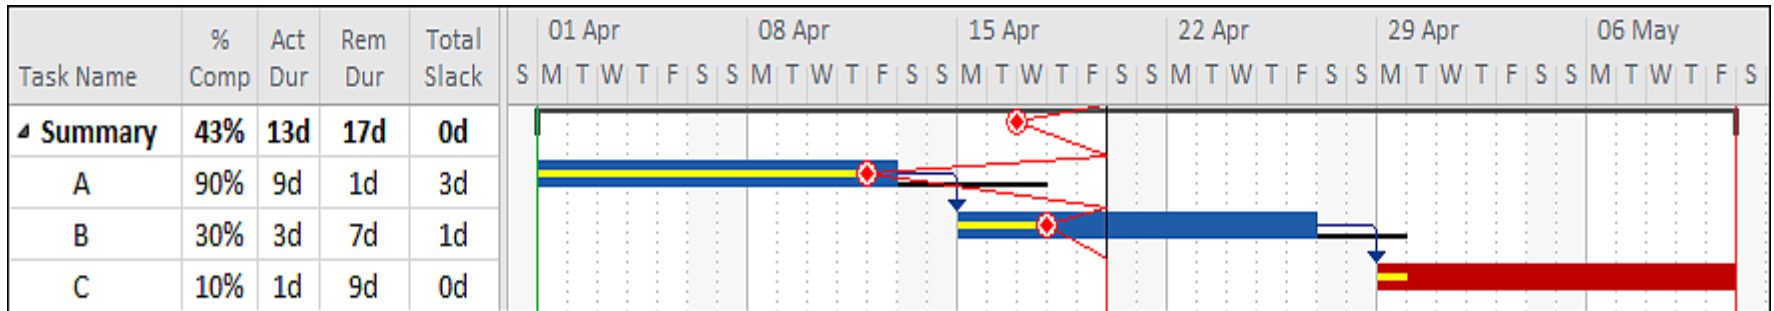 % Act Rem Total 01 Apr 08 Apr 15 Apr 22 Apr 29 Apr 06 May
Task Name Comp Dur Dur Slack S M T W T F S S M T W T F S S M T W T F S S M T W T F S S M T W T F S S M T W T F S
Summary 43% 13d 17d 0d
A 90% 9d 1d 3d
B 30% 3d 7d 1d
C 10% 1d 9d 0d